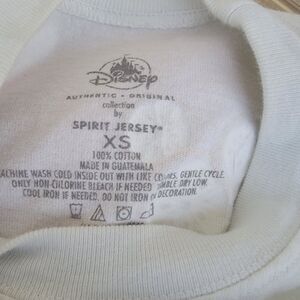 Disney
AUTHENTIC • ORIGINAL
collection
by
SPIRIT JERSEY®
XS
100% COTTON
MADE IN GUATEMALA
MACHINE WASH COLD INSIDE OUT WITH LIKE COLORS. GENTLE CYCLE.
ONLY NON-CHLORINE BLEACH IF NEEDED. TUMBLE DRY LOW.
COOL IRON IF NEEDED. DO NOT IRON ON DECORATION.